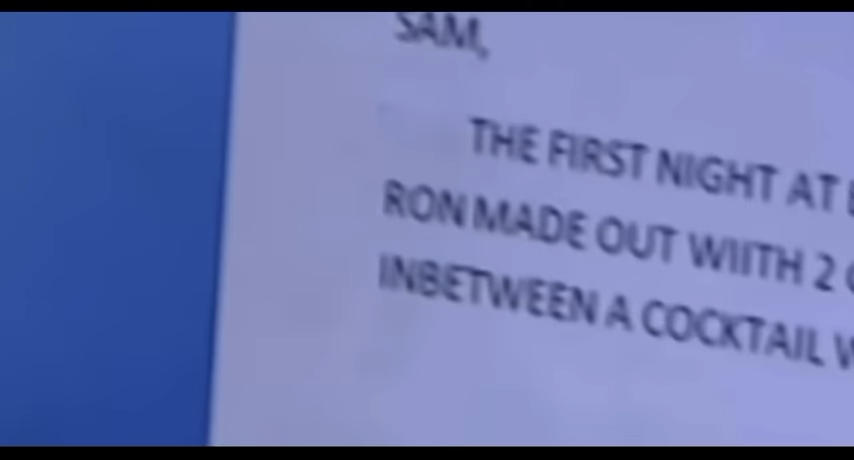 SAM,
THE FIRST NIGHT AT
RON MADE OUT WIITH 2
INBETWEEN A COCKTAIL